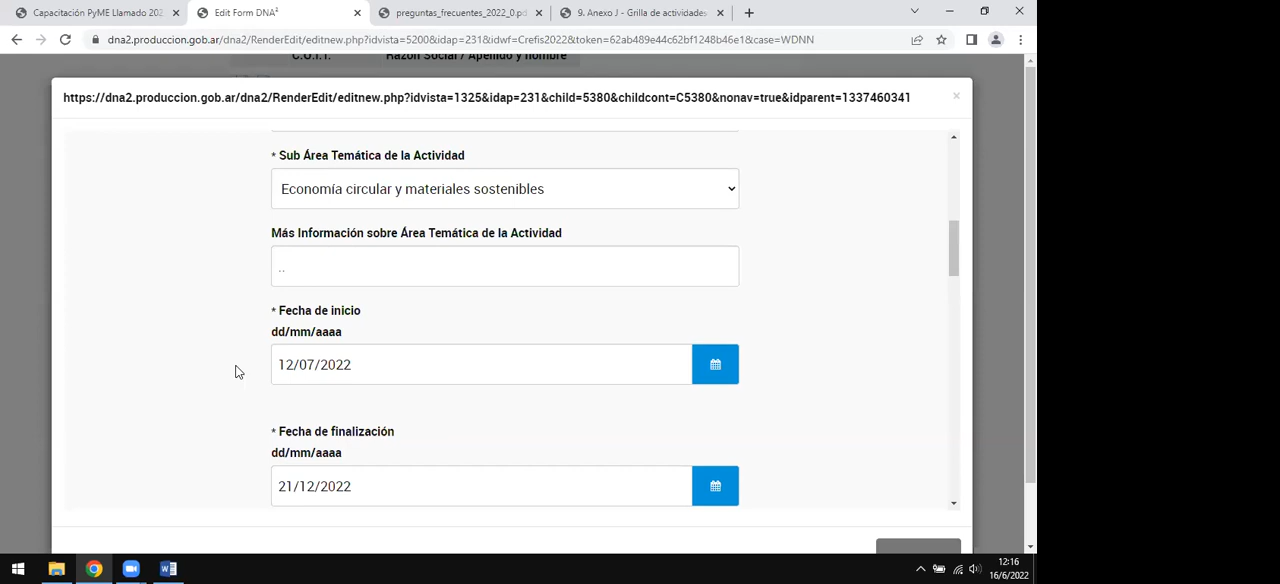 Capacitación PyME Llamado 202
Edit Form DNA²
preguntas_frecuentes_2022_0.pd
9. Anexo J - Grilla de actividades
dna2.produccion.gob.ar/dna2/RenderEdit/editnew.php?idvista=5200&idap=231&idwf=Crefis2022&token=62ab489e44c62bf1248b46e1&case=WDNN
C.U.I.T. Razón Social / Apellido y nombre
https://dna2.produccion.gob.ar/dna2/RenderEdit/editnew.php?idvista=1325&idap=231&child=5380&childcont=C5380&nonav=true&idparent=1337460341
×
* Sub Área Temática de la Actividad
Economía circular y materiales sostenibles
Más Información sobre Área Temática de la Actividad
..
* Fecha de inicio
dd/mm/aaaa
12/07/2022
* Fecha de finalización
dd/mm/aaaa
21/12/2022
12:16
16/6/2022